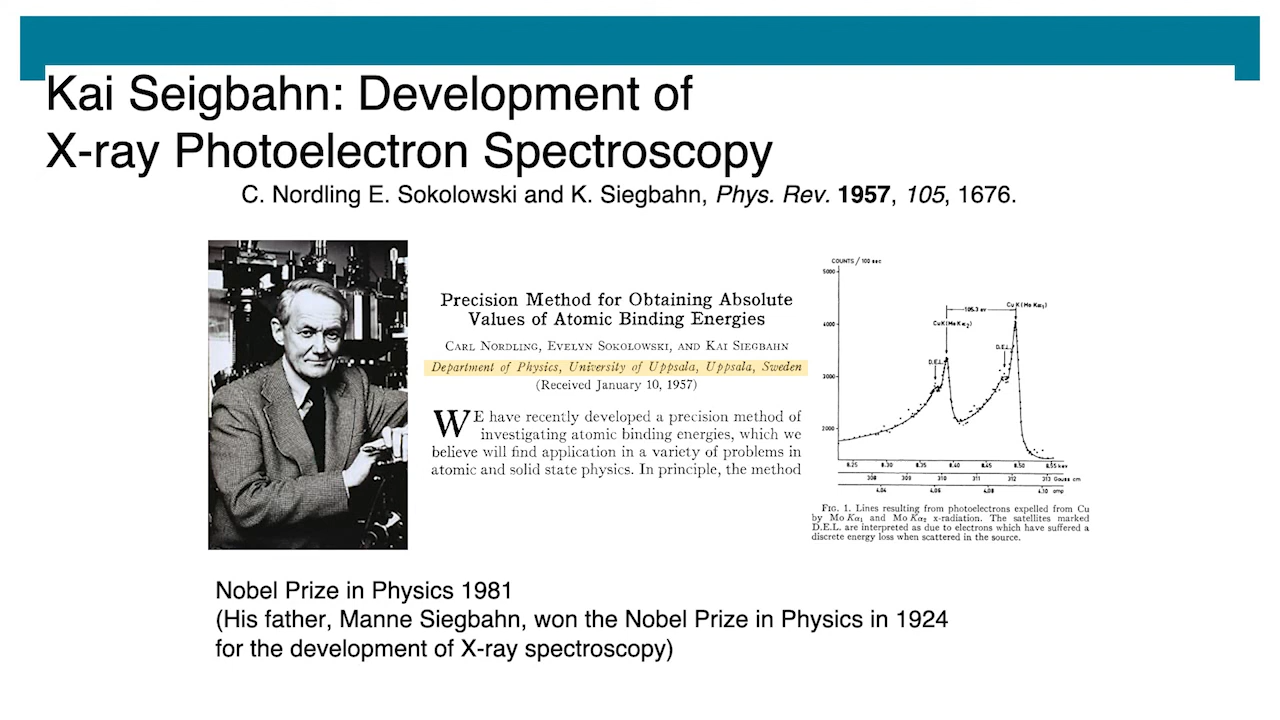 Kai Seigbahn: Development of
X-ray Photoelectron Spectroscopy
C. Nordling E. Sokolowski and K. Siegbahn, Phys. Rev. 1957, 105, 1676.
Precision Method for Obtaining Absolute
Values of Atomic Binding Energies
Carl Nordling, Evelyn Sokolowski, and Kai Siegbahn
Department of Physics, University of Uppsala, Uppsala, Sweden
(Received January 10, 1957)
WE have recently developed a precision method of
investigating atomic binding energies, which we
believe will find application in a variety of problems in
atomic and solid state physics. In principle, the method
COUNTS / 100 sec
5000
4000
3000
2000
Cu K (Mo Kα1)
105.3 ev
Cu K (Mo Kα2)
D.E.L.
D.E.L.
8.25 8.30 8.35 8.40 8.45 8.50 8.55 kev
308 309 310 311 312 313 Gauss cm
4.04 4.06 4.08 4.10 amp
Fig. 1. Lines resulting from photoelectrons expelled from Cu
by Mo Kα1 and Mo Kα2 x-radiation. The satellites marked
D.E.L. are interpreted as due to electrons which have suffered a
discrete energy loss when scattered in the source.
Nobel Prize in Physics 1981
(His father, Manne Siegbahn, won the Nobel Prize in Physics in 1924
for the development of X-ray spectroscopy)